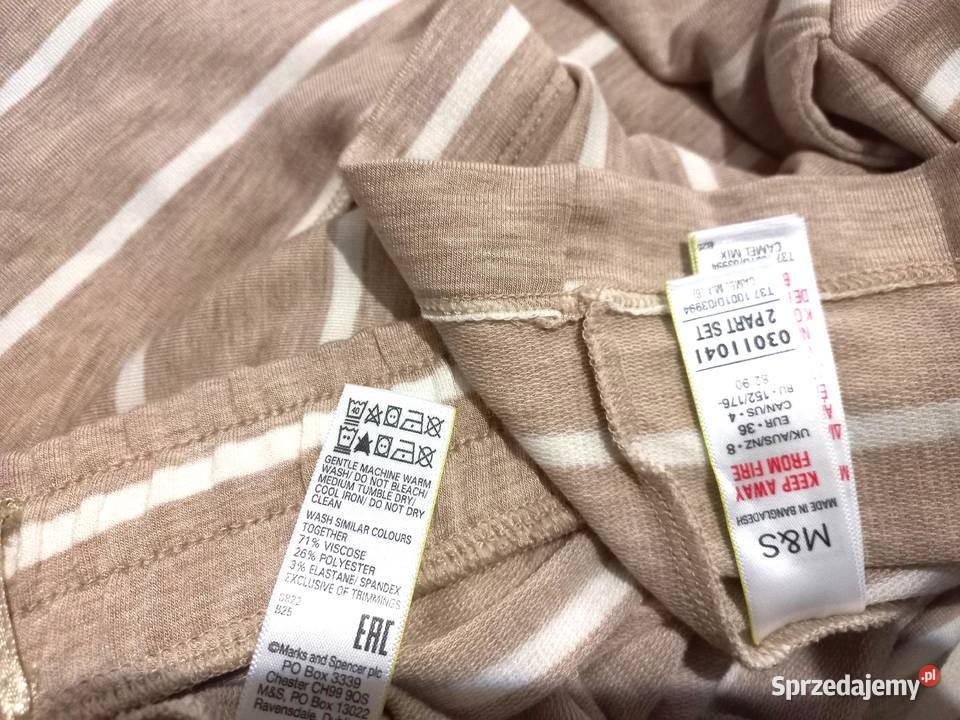 40
GENTLE MACHINE WARM
WASH/ DO NOT BLEACH/
MEDIUM TUMBLE DRY/
COOL IRON/ DO NOT DRY
CLEAN
WASH SIMILAR COLOURS
TOGETHER
71% VISCOSE
26% POLYESTER
3% ELASTANE/ SPANDEX
EXCLUSIVE OF TRIMMINGS
0822
B25
EAC
©Marks and Spencer plc
PO Box 3339
Chester CH99 9QS
M&S, PO Box 13022
Ravensdale,
M&S
MADE IN BANGLADESH
KEEP AWAY
FROM FIRE
UK/AUS/NZ - 8
EUR - 36
CAN/US - 4
RU - 152/176-
82.90
03011041
2 PART SET
T37 1001D/03994
CAMEL MIX
Sprzedajemy.pl